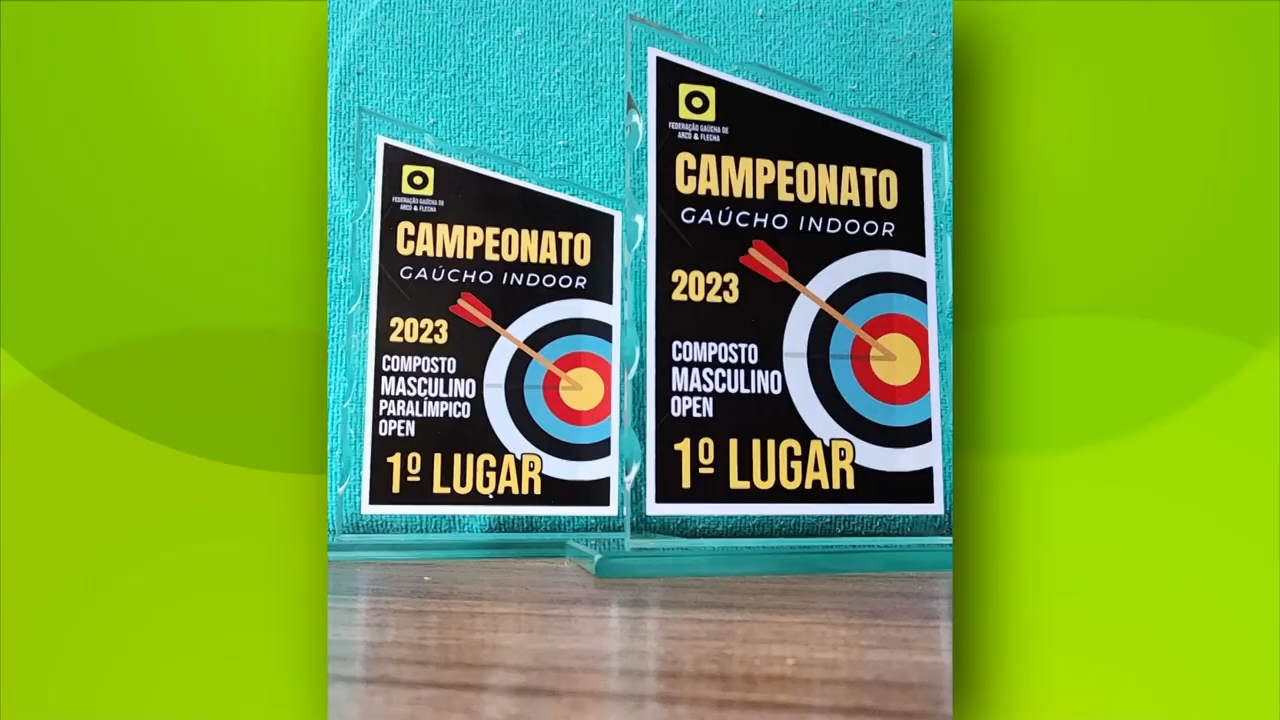 FEDERAÇÃO GAÚCHA DE
ARCO & FLECHA
CAMPEONATO
GAÚCHO INDOOR
2023
COMPOSTO
MASCULINO
PARALÍMPICO
OPEN
1º LUGAR
FEDERAÇÃO GAÚCHA DE
ARCO & FLECHA
CAMPEONATO
GAÚCHO INDOOR
2023
COMPOSTO
MASCULINO
OPEN
1º LUGAR